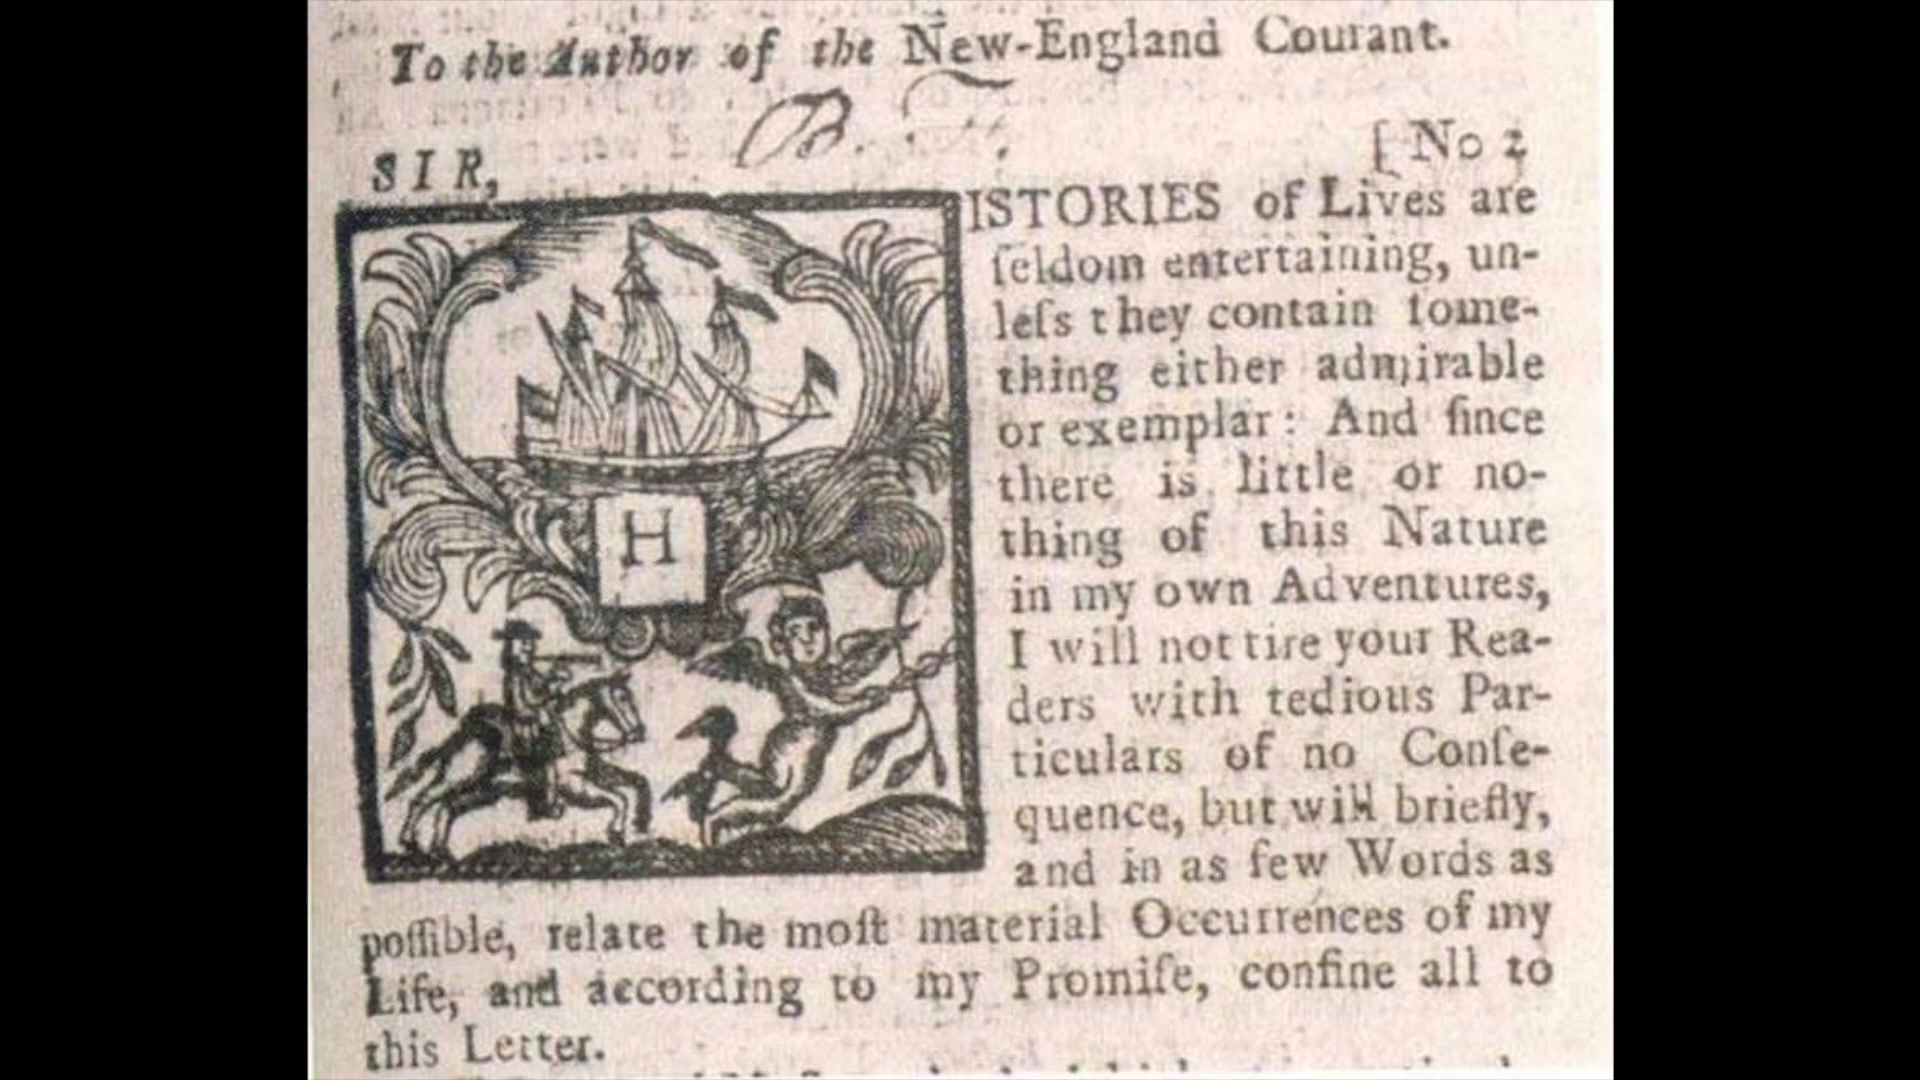 To the Author of the New-England Courant.
B.
SIR,
[ No 2
HISTORIES of Lives are
ſeldom entertaining, un-
leſs they contain ſome-
thing either admirable
or exemplar: And ſince
there is little or no-
thing of this Nature
in my own Adventures,
I will not tire your Rea-
ders with tedious Par-
ticulars of no Conſe-
quence, but will briefly,
and in as few Words as
poſſible, relate the moſt material Occurrences of my
Life, and according to my Promiſe, confine all to
this Letter.